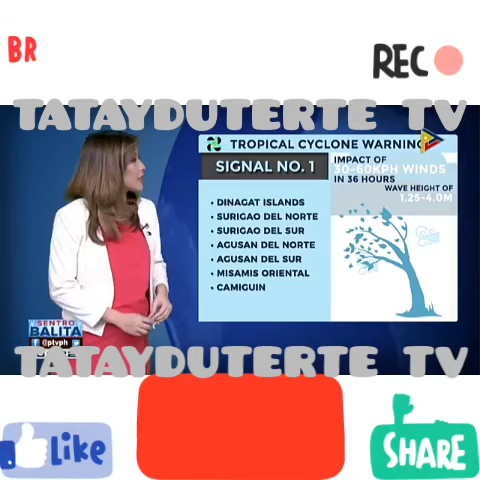 BR
REC
TATAYDUTERTE TV
TROPICAL CYCLONE WARNING
SIGNAL NO. 1
IMPACT OF
30-60KPH WINDS
IN 36 HOURS
WAVE HEIGHT OF
1.25-4.0M
• DINAGAT ISLANDS
• SURIGAO DEL NORTE
• SURIGAO DEL SUR
• AGUSAN DEL NORTE
• AGUSAN DEL SUR
• MISAMIS ORIENTAL
• CAMIGUIN
SENTRO
BALITA
@ptvph
TATAYDUTERTE TV
Like
SHARE